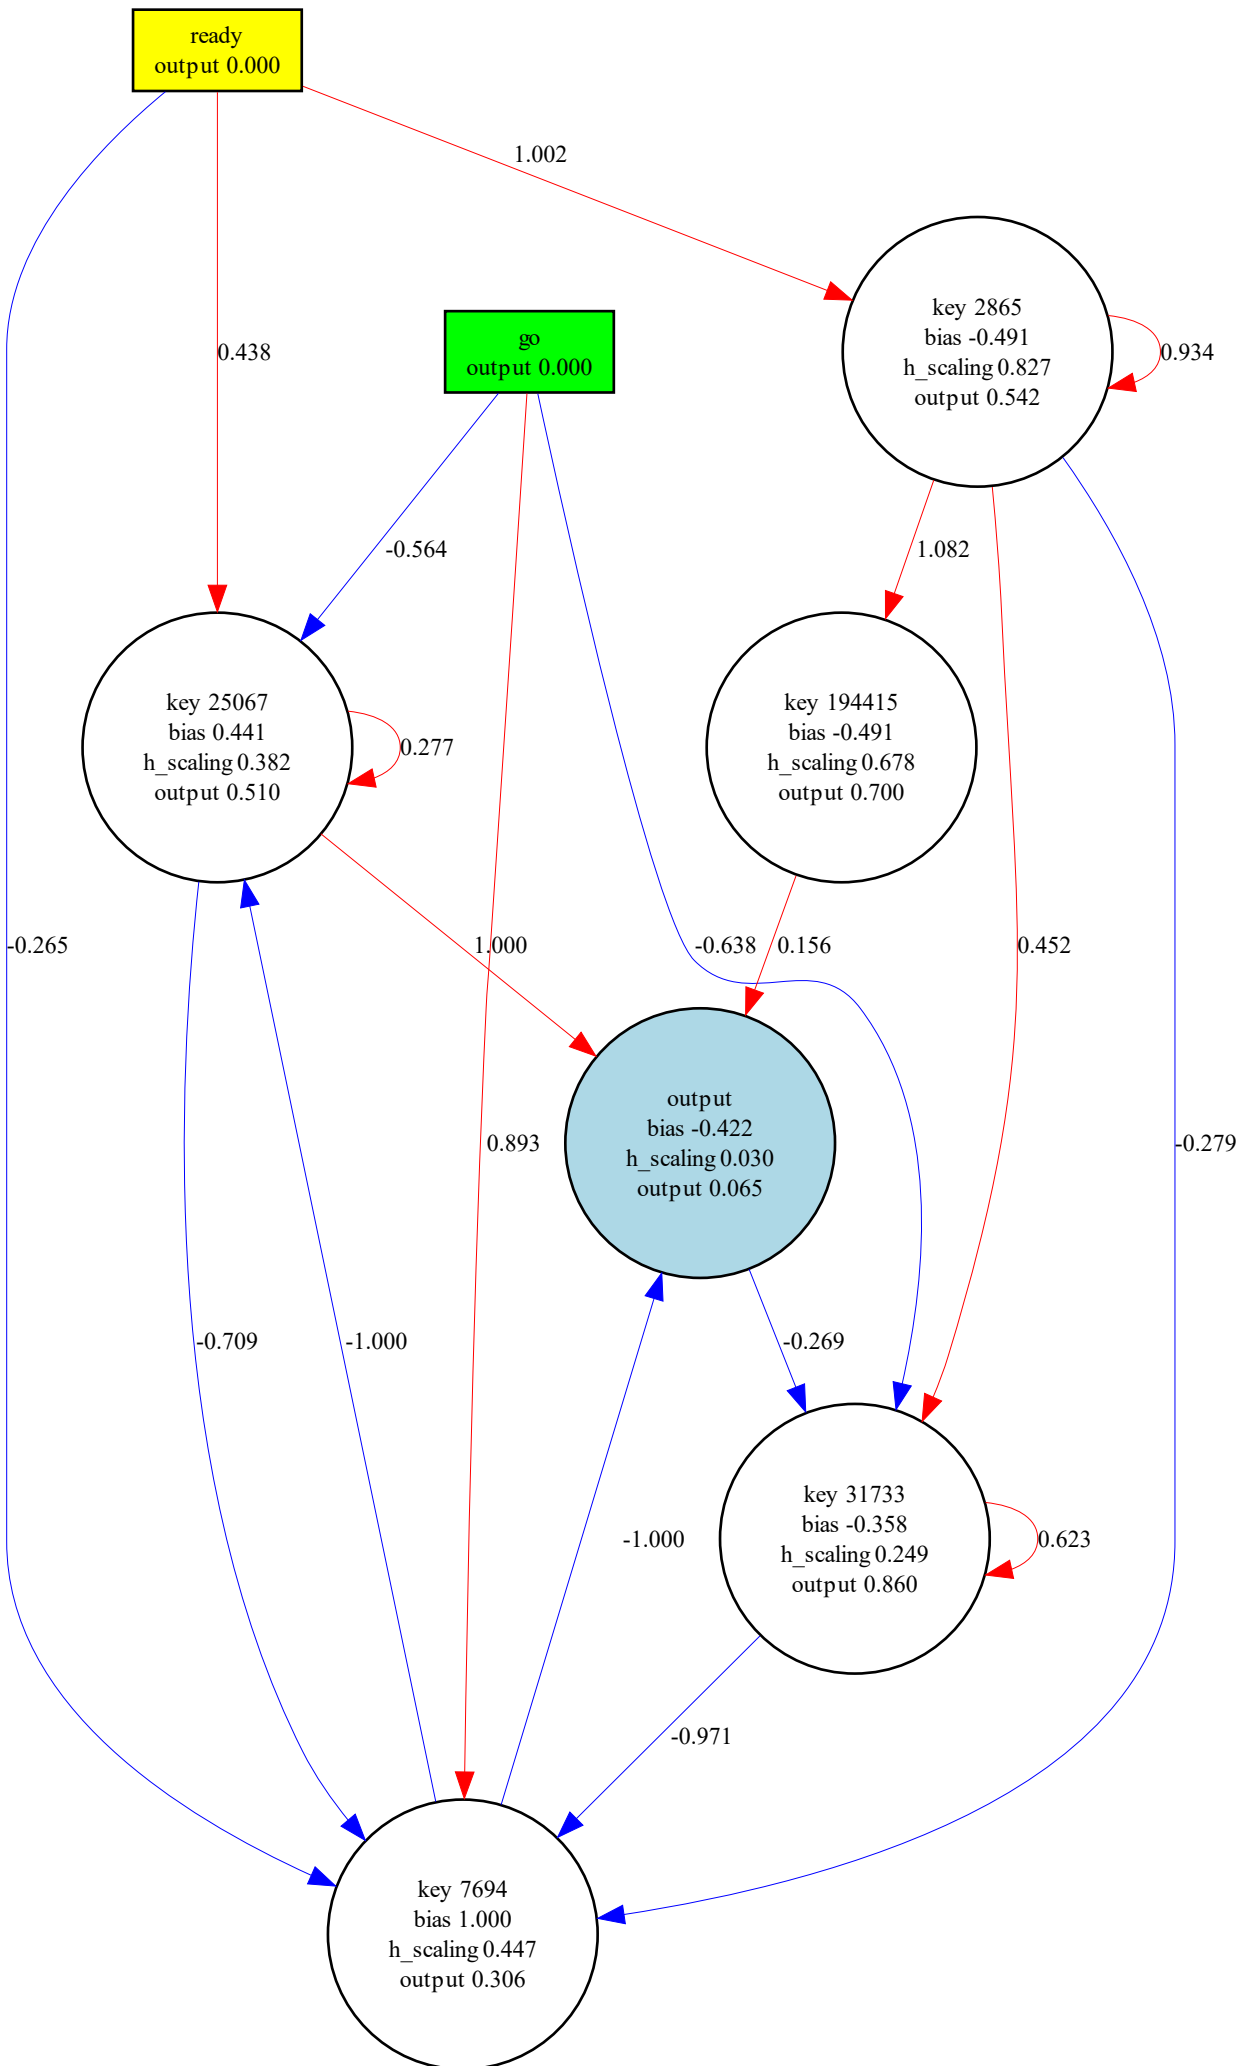 ready
output 0.000
1.002
key 2865
bias -0.491
h_scaling 0.827
output 0.542
0.934
go
output 0.000
0.438
-0.564
1.082
key 25067
bias 0.441
h_scaling 0.382
output 0.510
0.277
key 194415
bias -0.491
h_scaling 0.678
output 0.700
-0.265
1.000
-0.638
0.156
0.452
output
bias -0.422
h_scaling 0.030
output 0.065
0.893
-0.279
-0.709
-1.000
-0.269
key 31733
bias -0.358
h_scaling 0.249
output 0.860
-1.000
0.623
-0.971
key 7694
bias 1.000
h_scaling 0.447
output 0.306